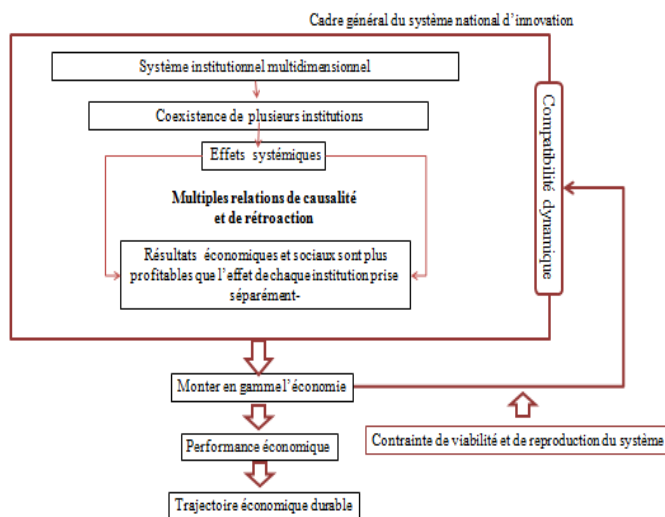 Cadre général du système national d'innovation
Système institutionnel multidimensionnel
Coexistence de plusieurs institutions
Effets systémiques
Multiples relations de causalité
et de rétroaction
Résultats économiques et sociaux sont plus
profitables que l'effet de chaque institution prise
séparément-
Compatibilité dynamique
Monter en gamme l'économie
Contrainte de viabilité et de reproduction du système
Performance économique
Trajectoire économique durable